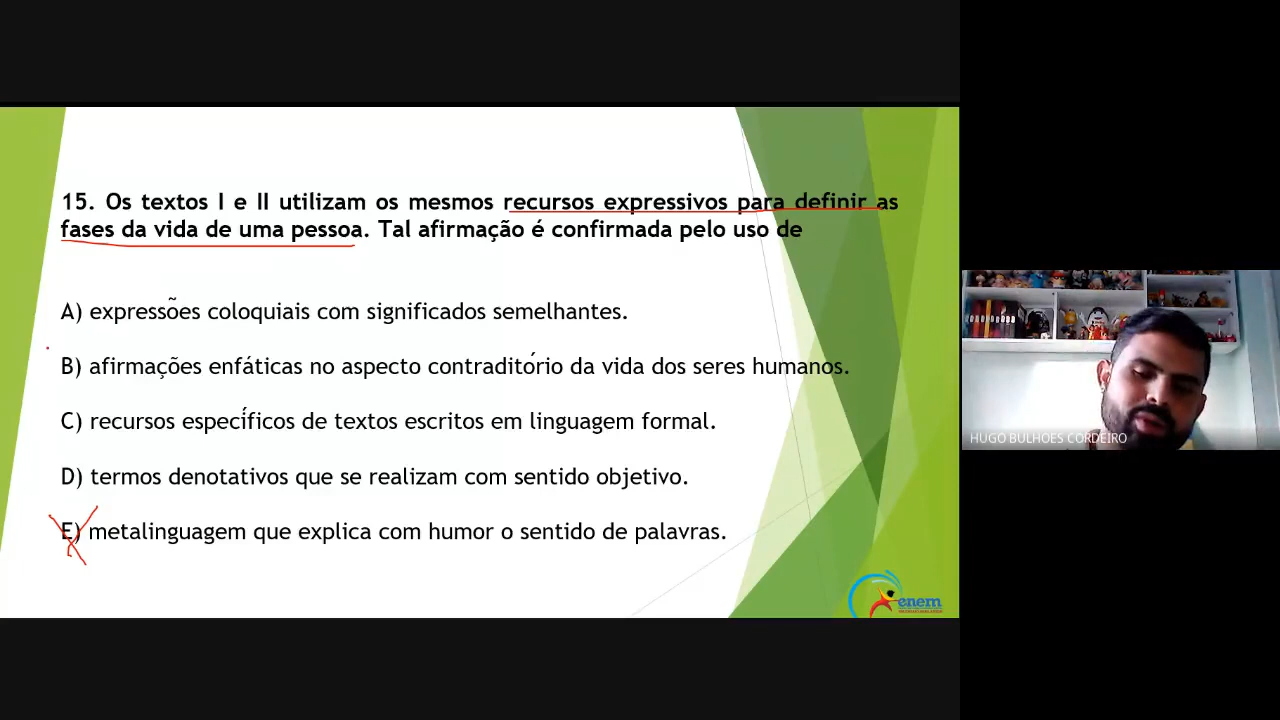 15. Os textos I e II utilizam os mesmos recursos expressivos para definir as
fases da vida de uma pessoa. Tal afirmação é confirmada pelo uso de
A) expressões coloquiais com significados semelhantes.
B) afirmações enfáticas no aspecto contraditório da vida dos seres humanos.
C) recursos específicos de textos escritos em linguagem formal.
D) termos denotativos que se realizam com sentido objetivo.
E) metalinguagem que explica com humor o sentido de palavras.
enem
HUGO BULHOES CORDEIRO